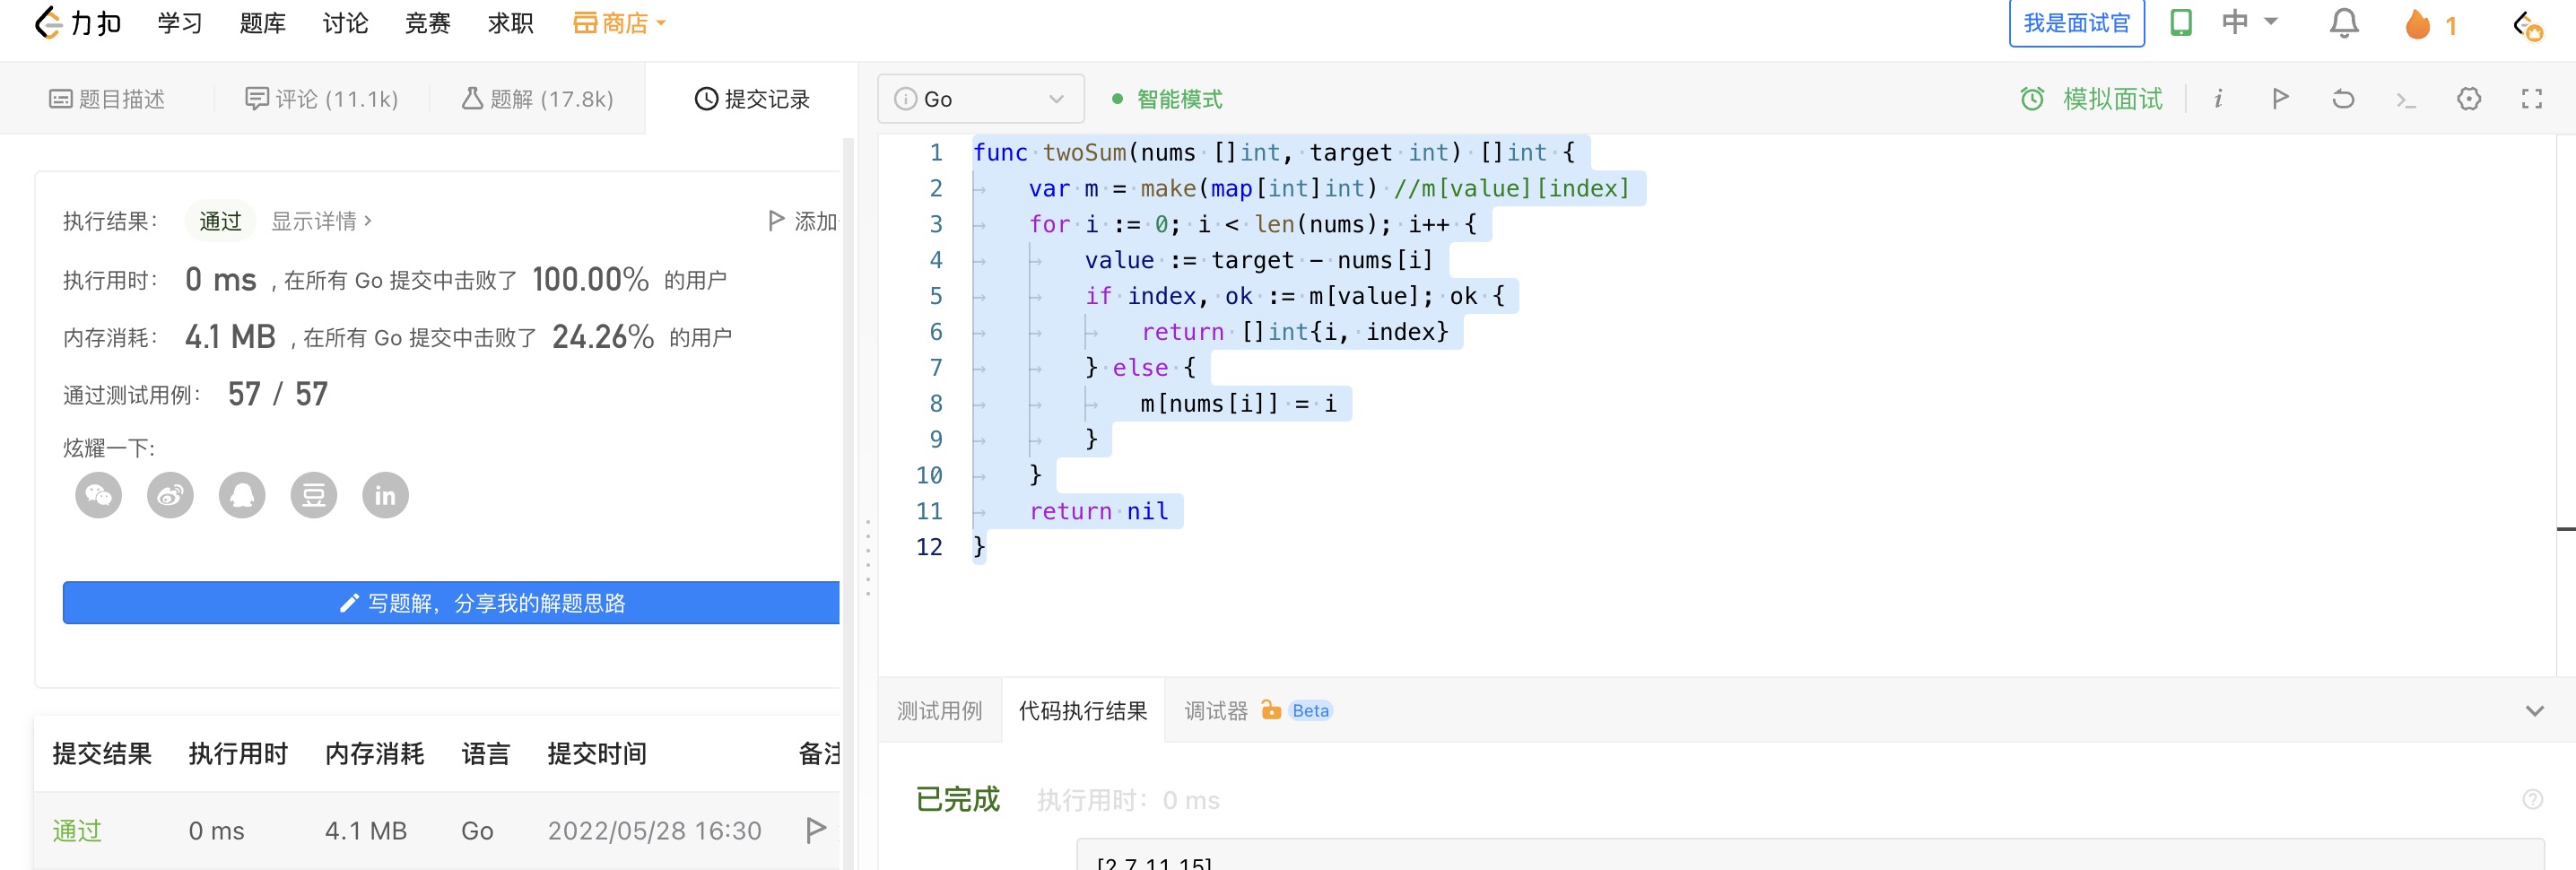 力扣 学习 题库 讨论 竞赛 求职 商店 我是面试官 中 1
题目描述 评论 (11.1k) 题解 (17.8k) 提交记录
执行结果： 通过 显示详情 › 添加
执行用时： 0 ms , 在所有 Go 提交中击败了 100.00% 的用户
内存消耗： 4.1 MB , 在所有 Go 提交中击败了 24.26% 的用户
通过测试用例： 57 / 57
炫耀一下:
豆 in
写题解，分享我的解题思路
提交结果 执行用时 内存消耗 语言 提交时间 备注
通过 0 ms 4.1 MB Go 2022/05/28 16:30
i Go 智能模式 模拟面试 i >_
1 func twoSum(nums []int, target int) []int {
2 var m = make(map[int]int) //m[value][index]
3 for i := 0; i < len(nums); i++ {
4 value := target - nums[i]
5 if index, ok := m[value]; ok {
6 return []int{i, index}
7 } else {
8 m[nums[i]] = i
9 }
10 }
11 return nil
12 }
测试用例 代码执行结果 调试器 Beta
已完成 执行用时：0 ms ?
[2,7,11,15]